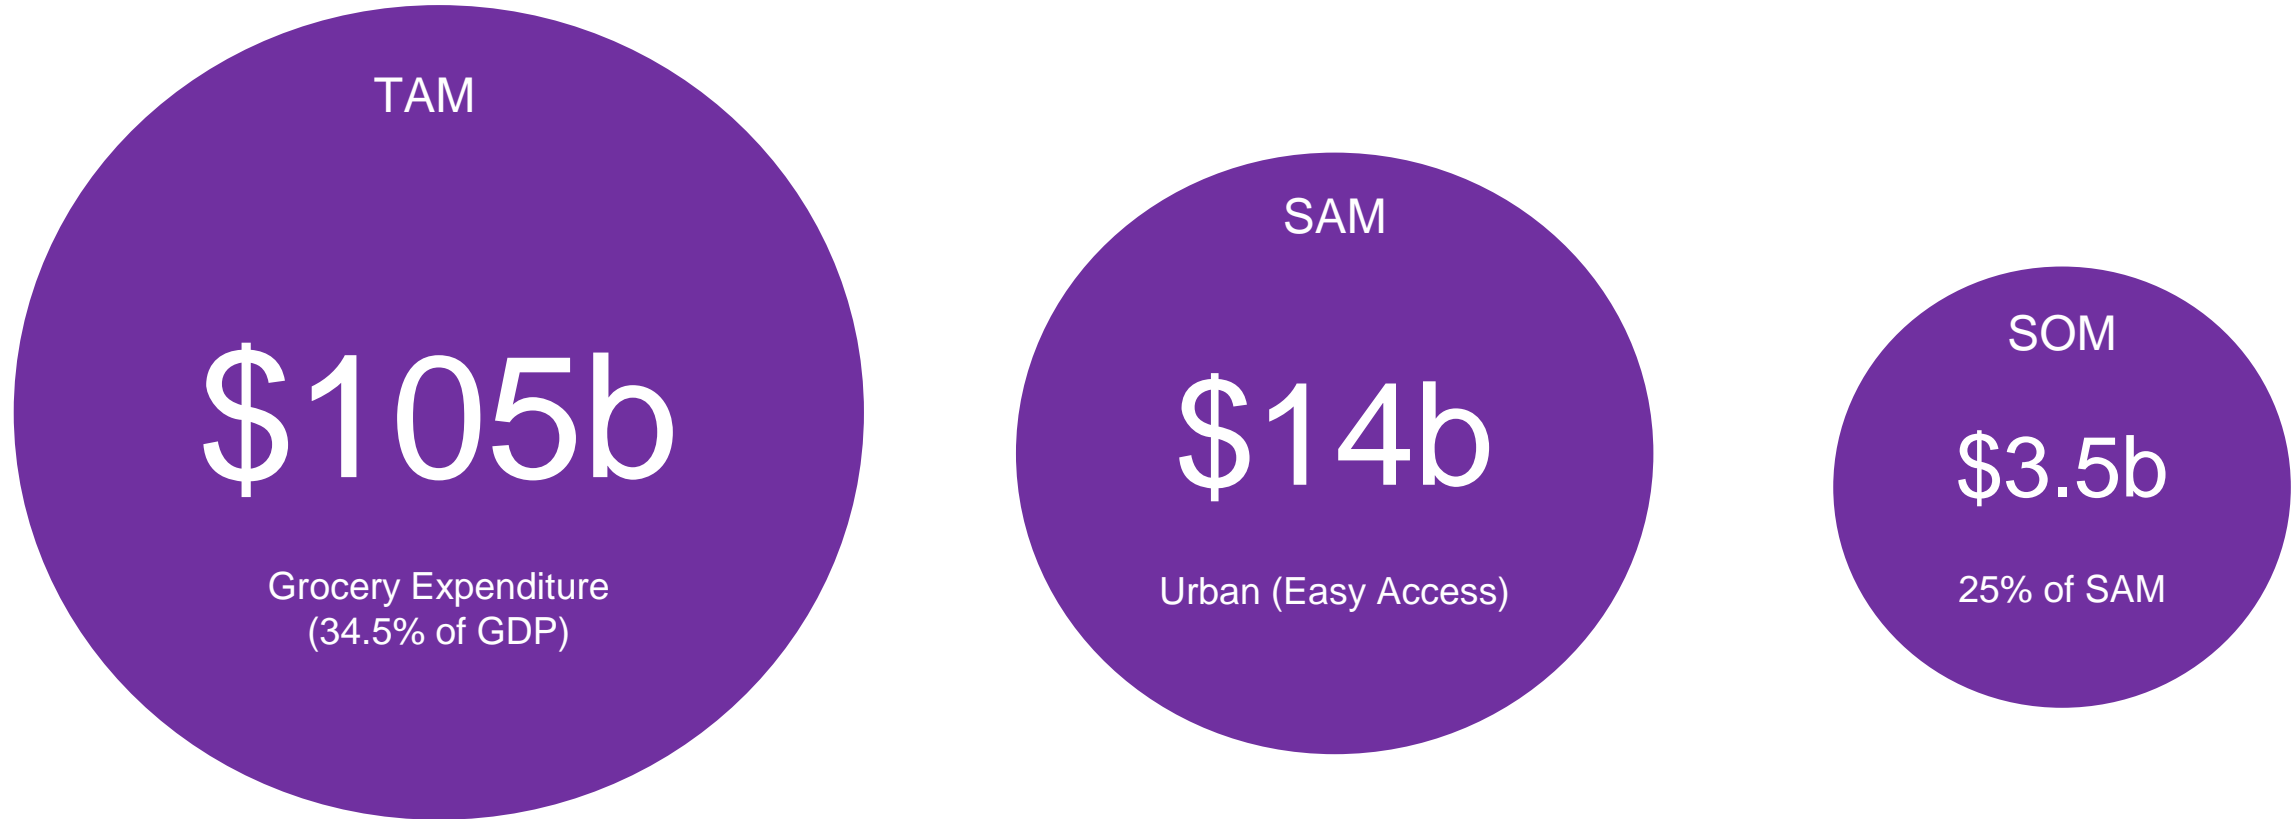 TAM
$105b
Grocery Expenditure
(34.5% of GDP)
SAM
$14b
Urban (Easy Access)
SOM
$3.5b
25% of SAM